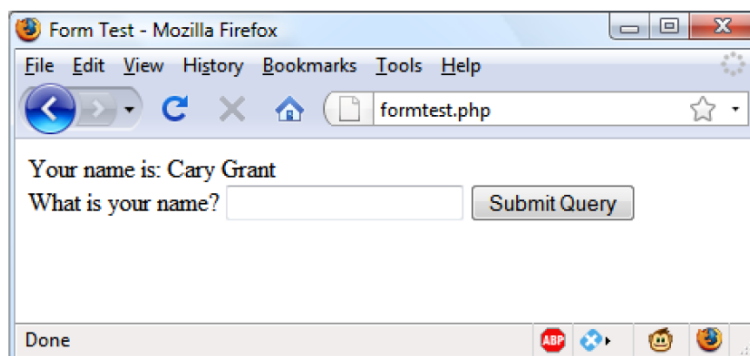 Form Test - Mozilla Firefox
File Edit View History Bookmarks Tools Help
formtest.php
Your name is: Cary Grant
What is your name? Submit Query
Done ABP